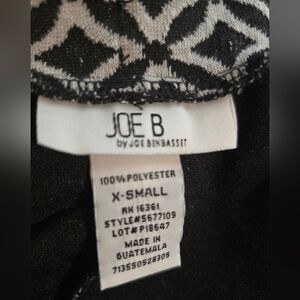 JOE B
by JOE BENBASSET
100% POLYESTER
X-SMALL
RN 16361
STYLE#5677109
LOT# P18647
MADE IN
GUATEMALA
713550528305